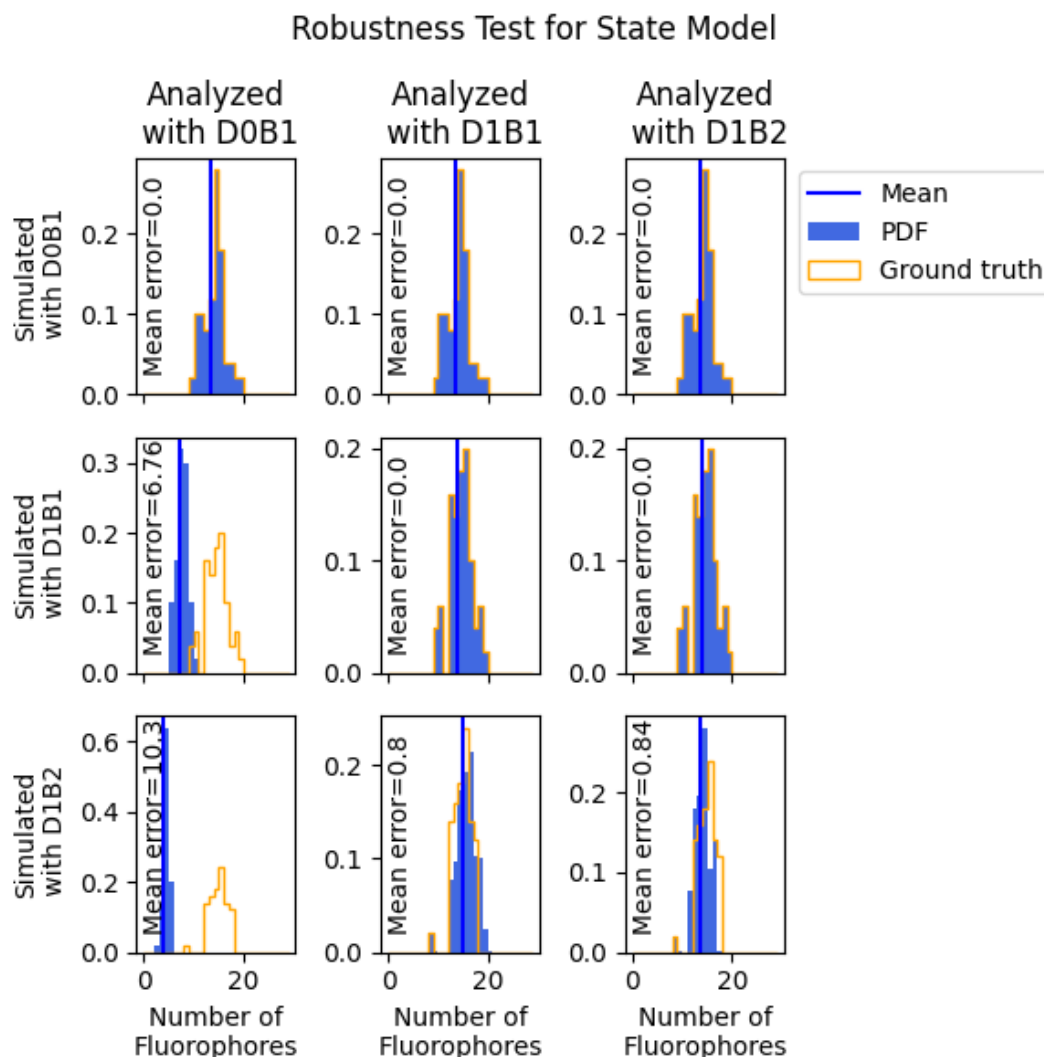 Robustness Test for State Model
Analyzed
with D0B1
Analyzed
with D1B1
Analyzed
with D1B2
Simulated
with D0B1
0.2
0.1
0.0
Mean error=0.0
0.2
0.1
0.0
Mean error=0.0
0.2
0.1
0.0
Mean error=0.0
Mean
PDF
Ground truth
Simulated
with D1B1
0.3
0.2
0.1
0.0
Mean error=6.76
0.2
0.1
0.0
Mean error=0.0
0.2
0.1
0.0
Mean error=0.0
Simulated
with D1B2
0.6
0.4
0.2
0.0
Mean error=10.3
0.2
0.1
0.0
Mean error=0.8
0.2
0.1
0.0
Mean error=0.84
0 20
0 20
0 20
Number of
Fluorophores
Number of
Fluorophores
Number of
Fluorophores